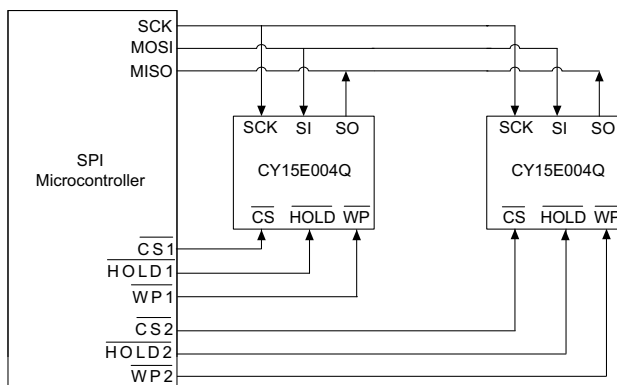 SCK
MOSI
MISO
SCK SI SO
SCK SI SO
SPI
Microcontroller
CY15E004Q
CY15E004Q
CS HOLD WP
CS HOLD WP
CS1
HOLD1
WP1
CS2
HOLD2
WP2